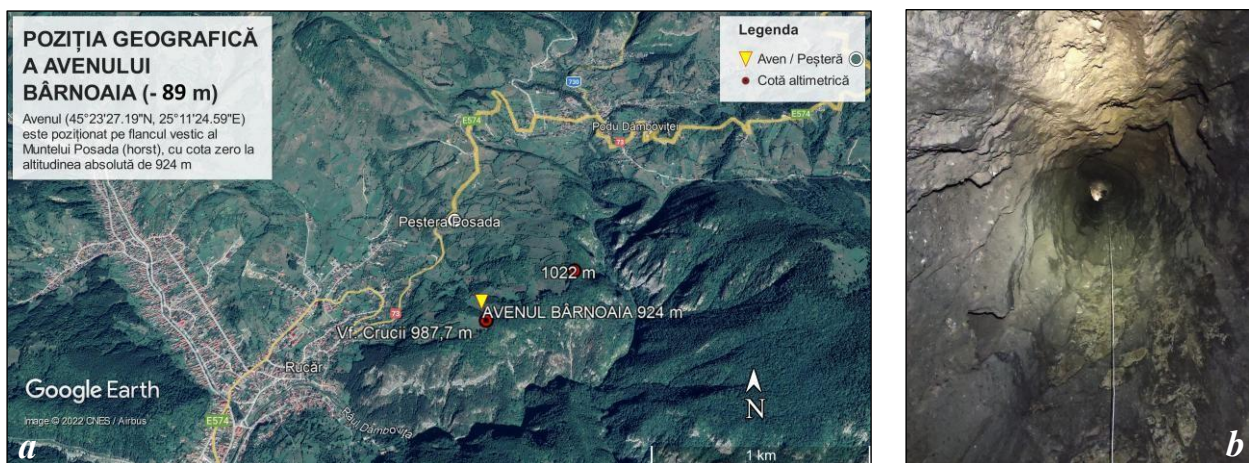 POZIȚIA GEOGRAFICĂ
A AVENULUI
BÂRNOAIA (- 89 m)
Avenul (45°23'27.19"N, 25°11'24.59"E)
este poziționat pe flancul vestic al
Muntelui Posada (horst), cu cota zero la
altitudinea absolută de 924 m
Legenda
Aven / Peșteră
Cotă altimetrică
730
E574
Podu Dâmboviței
E574
73
Peștera Posada
1022 m
AVENUL BÂRNOAIA 924 m
73
Vf. Crucii 987,7 m
Rucăr
Google Earth
Râul Dâmbovița
N
Image © 2022 CNES / Airbus
E574
1 km
a
b